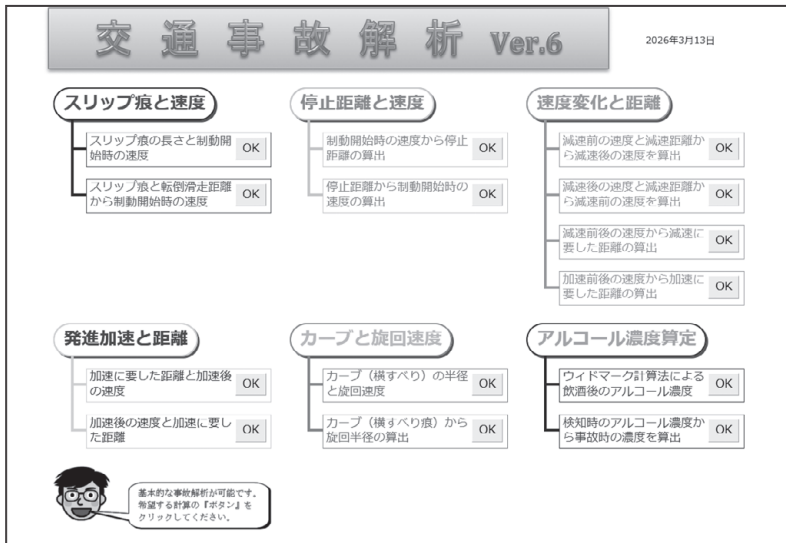 交通事故解析 Ver.6
2026年3月13日
スリップ痕と速度
スリップ痕の長さと制動開
始時の速度
OK
スリップ痕と転倒滑走距離
から制動開始時の速度
OK
停止距離と速度
制動開始時の速度から停止
距離の算出
OK
停止距離から制動開始時の
速度の算出
OK
速度変化と距離
減速前の速度と減速距離か
ら減速後の速度を算出
OK
減速後の速度と減速距離か
ら減速前の速度を算出
OK
減速前後の速度から減速に
要した距離の算出
OK
加速前後の速度から加速に
要した距離の算出
OK
発進加速と距離
加速に要した距離と加速後
の速度
OK
加速後の速度と加速に要し
た距離
OK
カーブと旋回速度
カーブ（横すべり）の半径
と旋回速度
OK
カーブ（横すべり痕）から
旋回半径の算出
OK
アルコール濃度算定
ウィドマーク計算法による
飲酒後のアルコール濃度
OK
検知時のアルコール濃度か
ら事故時の濃度を算出
OK
基本的な事故解析が可能です。
希望する計算の『ボタン』を
クリックしてください。